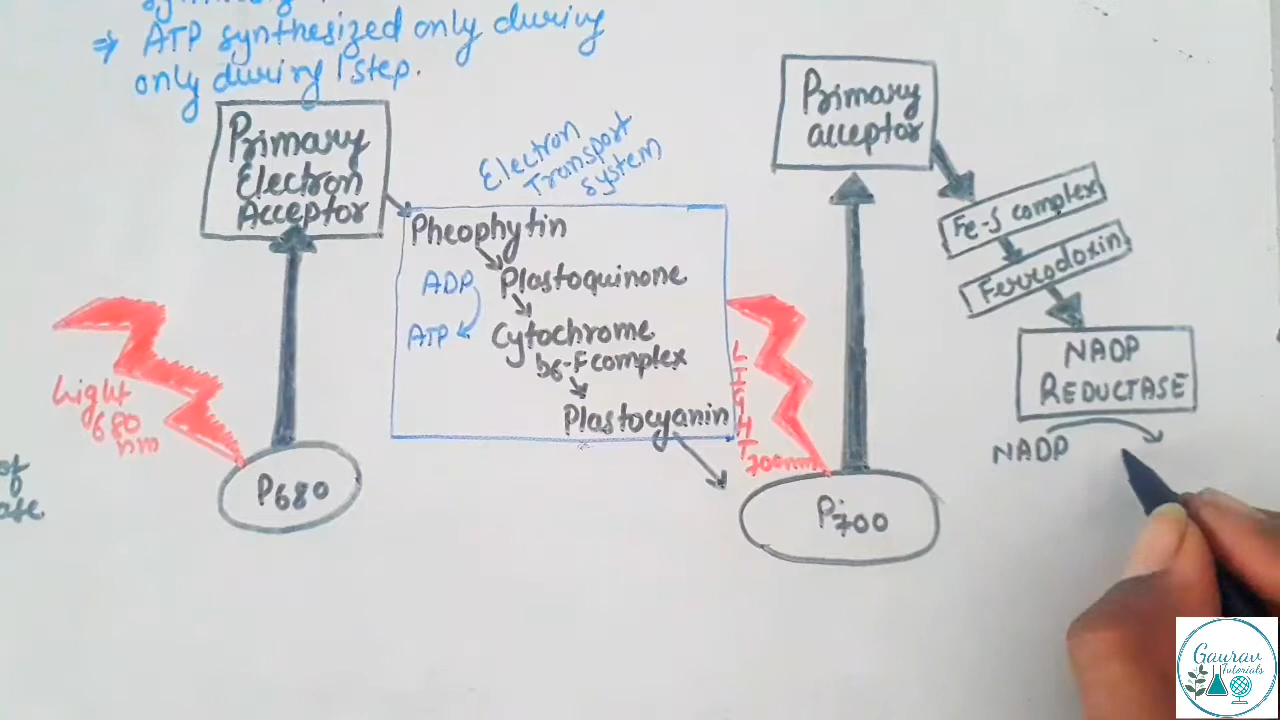 ⇒ ATP synthesized only during
only during 1 step.
Primary
Electron
Acceptor
Electron
Transport
System
Pheophytin
ADP
Plastoquinone
ATP
Cytochrome
b6-F complex
Plastocyanin
Light
680
nm
P680
LIGHT
700nm
P700
Primary
acceptor
Fe-S complex
Ferrodoxin
NADP
REDUCTASE
NADP
of
Gaurav
Tutorials